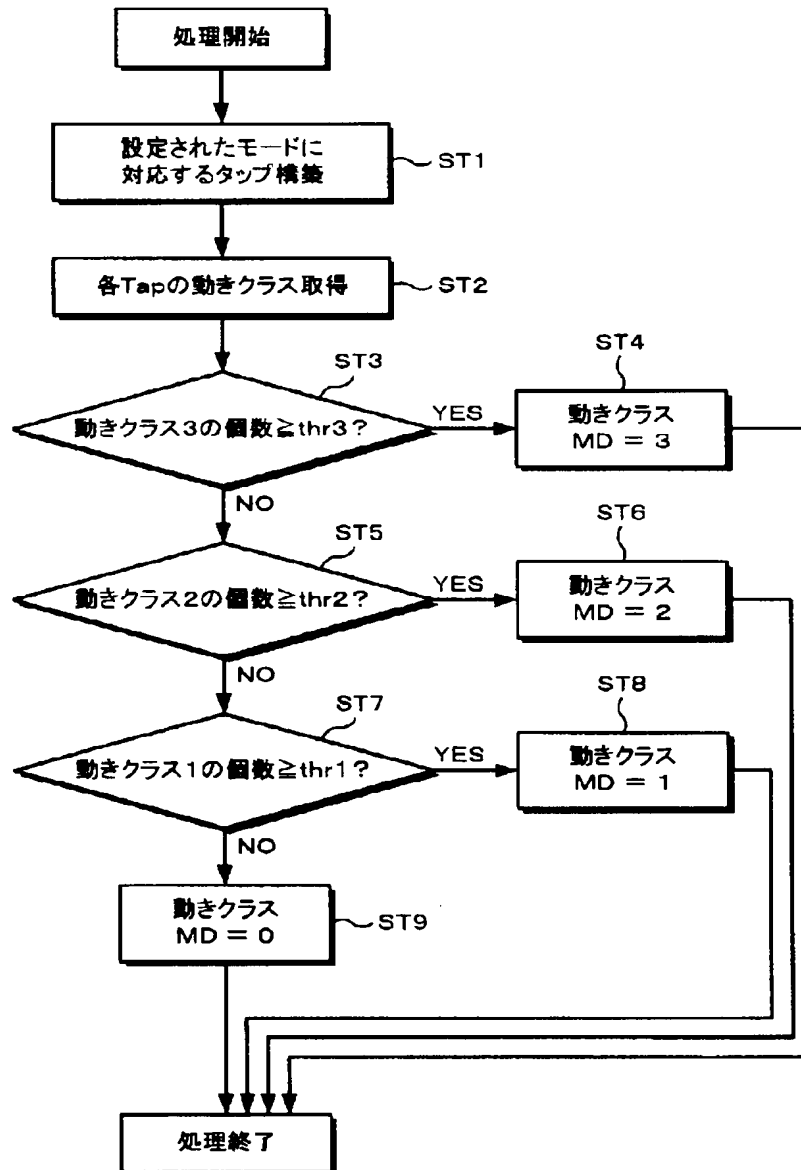 処理開始
設定されたモードに
対応するタップ構築
ST1
各Tapの動きクラス取得
ST2
ST3
動きクラス3の個数≧thr3?
YES
ST4
動きクラス
MD = 3
NO
ST5
動きクラス2の個数≧thr2?
YES
ST6
動きクラス
MD = 2
NO
ST7
動きクラス1の個数≧thr1?
YES
ST8
動きクラス
MD = 1
NO
動きクラス
MD = 0
ST9
処理終了